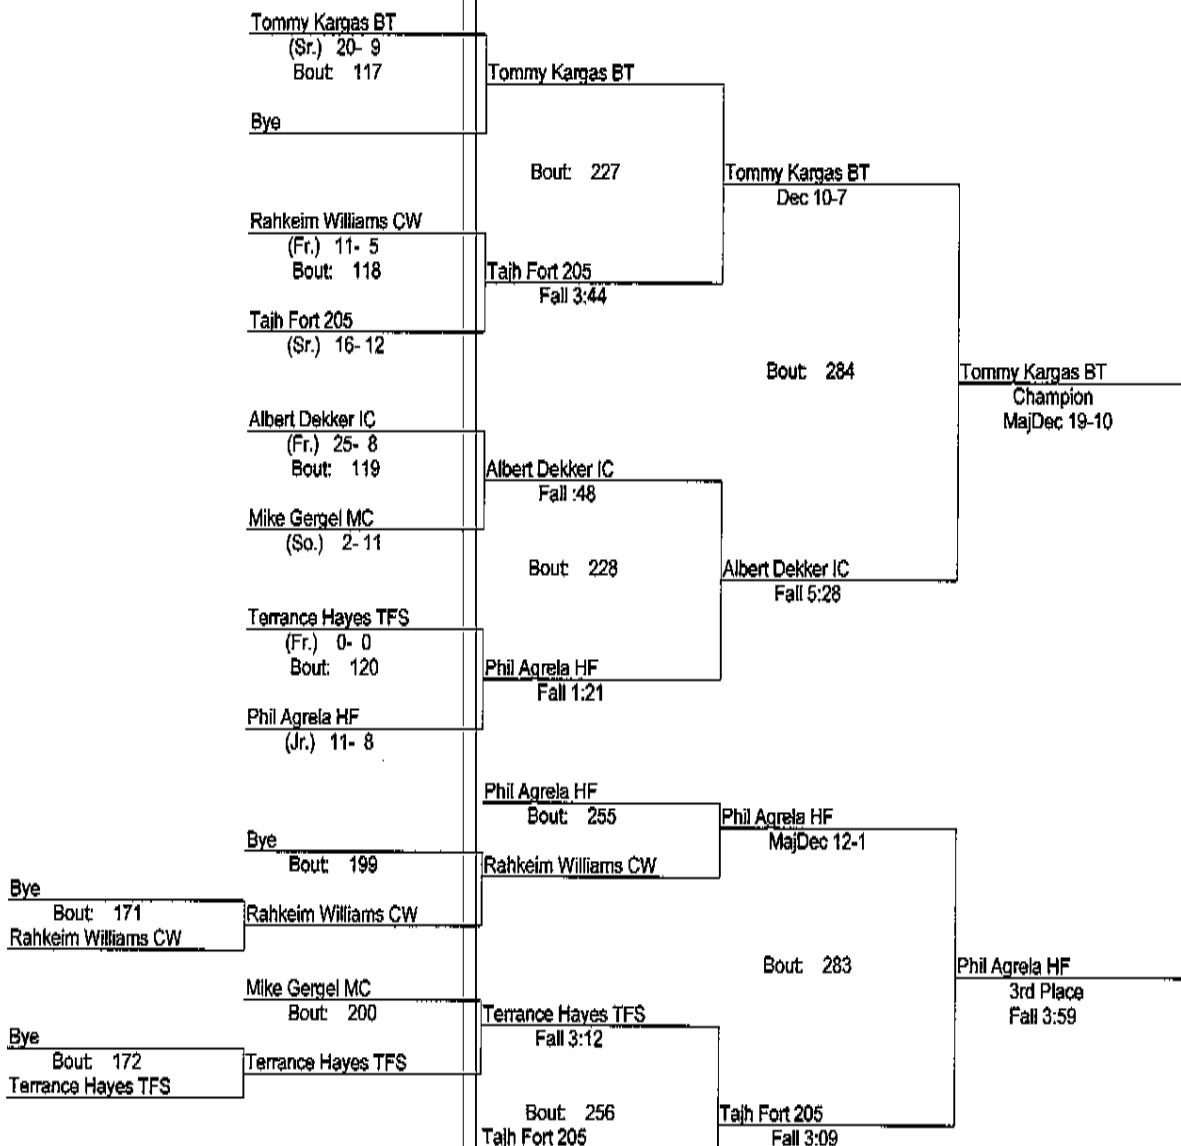 Tommy Kargas BT
(Sr.) 20- 9
Bout: 117
Tommy Kargas BT
Bye
Bout: 227
Tommy Kargas BT
Dec 10-7
Rahkeim Williams CW
(Fr.) 11- 5
Bout: 118
Tajh Fort 205
Fall 3:44
Tajh Fort 205
(Sr.) 16- 12
Bout: 284
Tommy Kargas BT
Champion
MajDec 19-10
Albert Dekker IC
(Fr.) 25- 8
Bout: 119
Albert Dekker IC
Fall :48
Mike Gergel MC
(So.) 2- 11
Bout: 228
Albert Dekker IC
Fall 5:28
Terrance Hayes TFS
(Fr.) 0- 0
Bout: 120
Phil Agrela HF
Fall 1:21
Phil Agrela HF
(Jr.) 11- 8
Phil Agrela HF
Bout: 255
Phil Agrela HF
MajDec 12-1
Bye
Bout: 199
Rahkeim Williams CW
Bye
Bout: 171
Rahkeim Williams CW
Rahkeim Williams CW
Bout: 283
Phil Agrela HF
3rd Place
Fall 3:59
Mike Gergel MC
Bout: 200
Terrance Hayes TFS
Fall 3:12
Bye
Bout: 172
Terrance Hayes TFS
Terrance Hayes TFS
Bout: 256
Tajh Fort 205
Tajh Fort 205
Fall 3:09